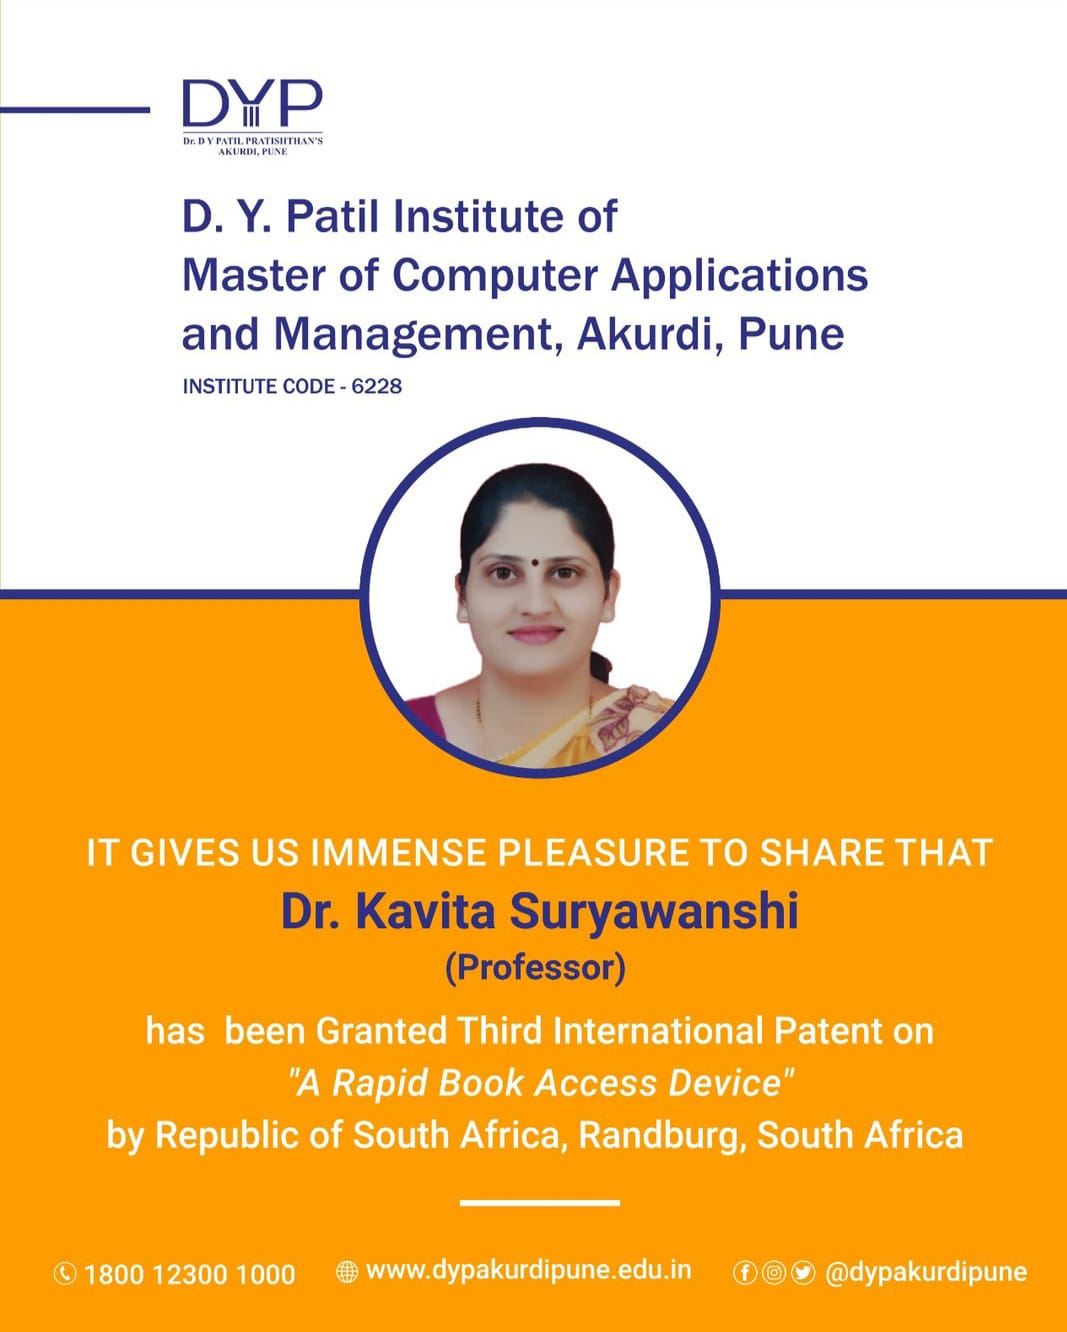 DYP
Dr. D Y PATIL PRATISHTHAN'S
AKURDI, PUNE
D. Y. Patil Institute of
Master of Computer Applications
and Management, Akurdi, Pune
INSTITUTE CODE - 6228
IT GIVES US IMMENSE PLEASURE TO SHARE THAT
Dr. Kavita Suryawanshi
(Professor)
has been Granted Third International Patent on
"A Rapid Book Access Device"
by Republic of South Africa, Randburg, South Africa
1800 12300 1000 www.dypakurdipune.edu.in @dypakurdipune